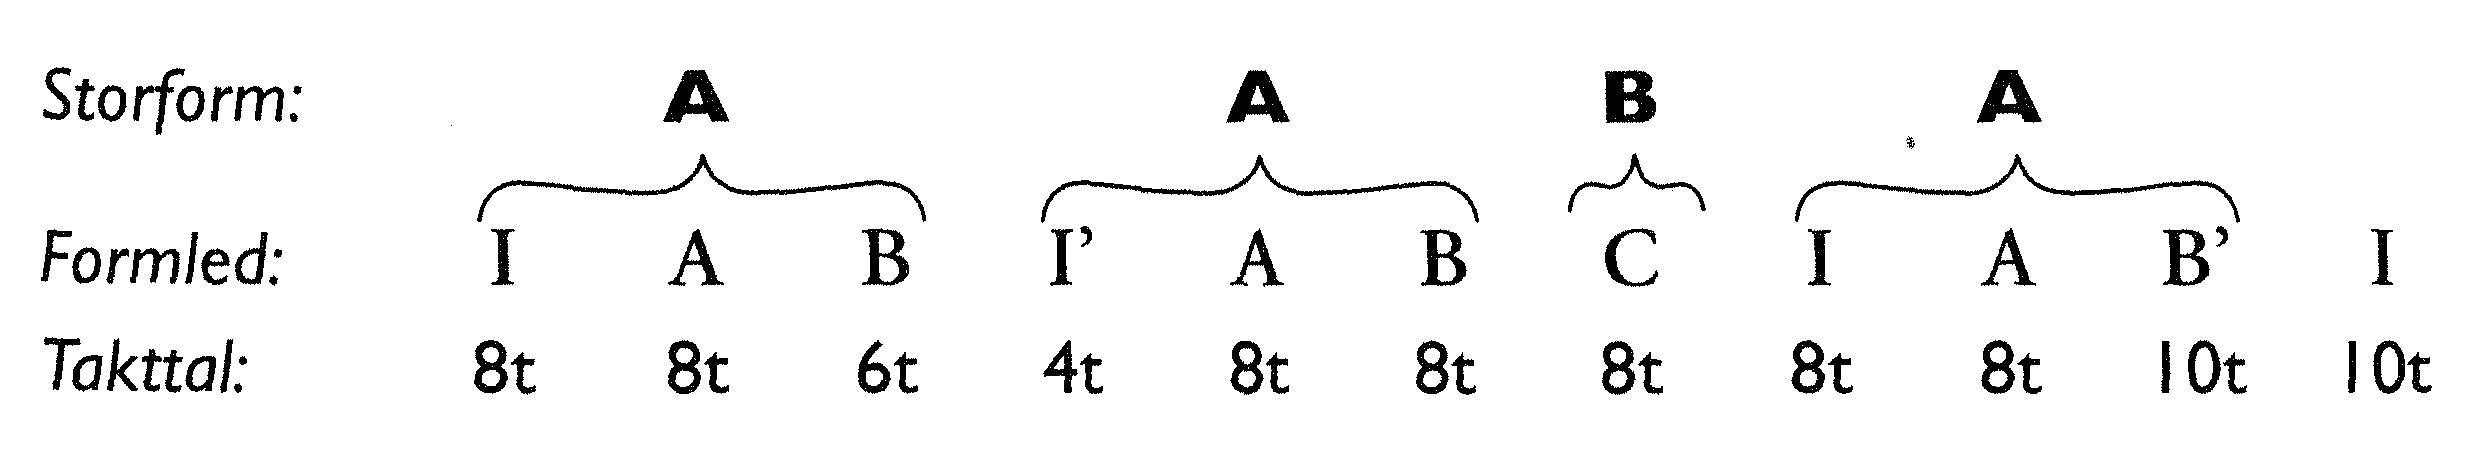 Storform: A A B A
Formled: I A B I’ A B C I A B’ I
Takttal: 8t 8t 6t 4t 8t 8t 8t 8t 8t 10t 10t